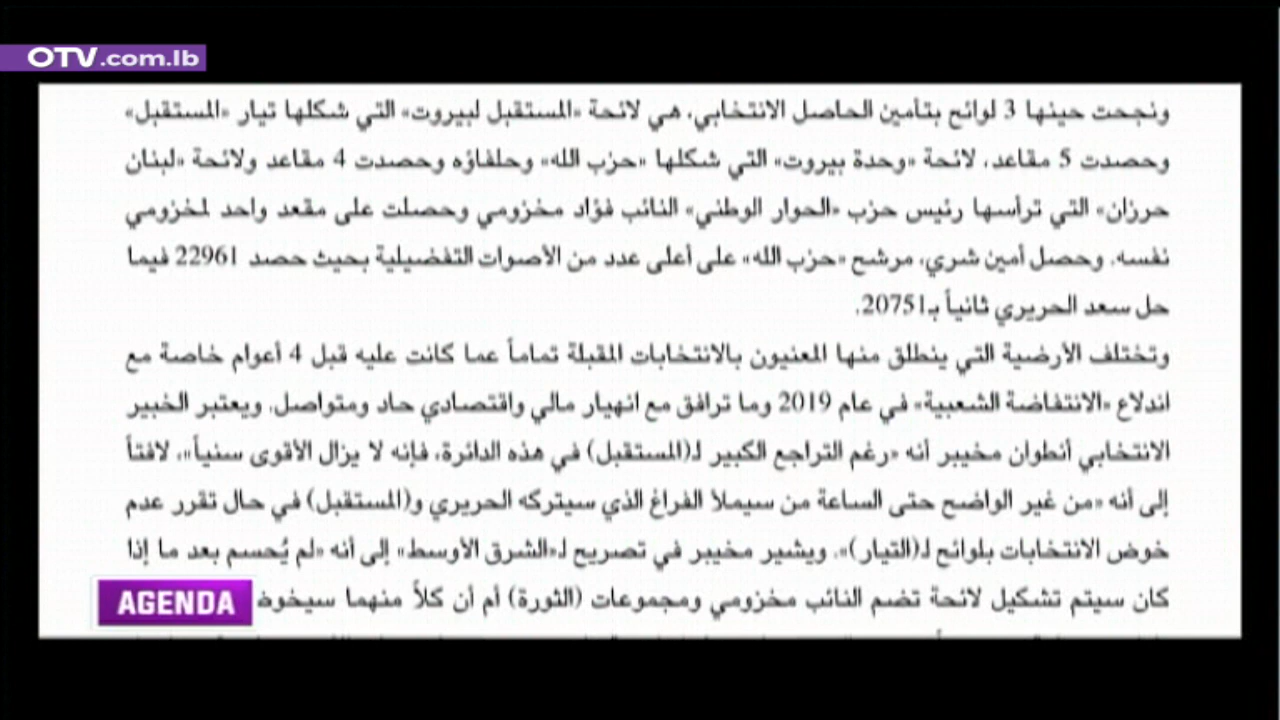 OTV.com.lb
ونجحت حينها 3 لوائح بتأمين الحاصل الانتخابي، هي لائحة «المستقبل لبيروت» التي شكلها تيار «المستقبل»
وحصدت 5 مقاعد، لائحة «وحدة بيروت» التي شكلها «حزب الله» وحلفاؤه وحصدت 4 مقاعد ولائحة «لبنان
حرزان» التي ترأسها رئيس حزب «الحوار الوطني» النائب فؤاد مخزومي وحصلت على مقعد واحد لمخزومي
نفسه. وحصل أمين شري، مرشح «حزب الله» على أعلى عدد من الأصوات التفضيلية بحيث حصد 22961 فيما
حل سعد الحريري ثانياً بـ20751.
وتختلف الأرضية التي ينطلق منها المعنيون بالانتخابات المقبلة تماماً عما كانت عليه قبل 4 أعوام خاصة مع
اندلاع «الانتفاضة الشعبية» في عام 2019 وما ترافق مع انهيار مالي واقتصادي حاد ومتواصل. ويعتبر الخبير
الانتخابي أنطوان مخيبر أنه «رغم التراجع الكبير لـ(المستقبل) في هذه الدائرة، فإنه لا يزال الأقوى سنياً»، لافتاً
إلى أنه «من غير الواضح حتى الساعة من سيملأ الفراغ الذي سيتركه الحريري و(المستقبل) في حال تقرر عدم
خوض الانتخابات بلوائح لـ(التيار)». ويشير مخيبر في تصريح لـ«الشرق الأوسط» إلى أنه «لم يُحسم بعد ما إذا
كان سيتم تشكيل لائحة تضم النائب مخزومي ومجموعات (الثورة) أم أن كلاً منهما سيخوض
AGENDA